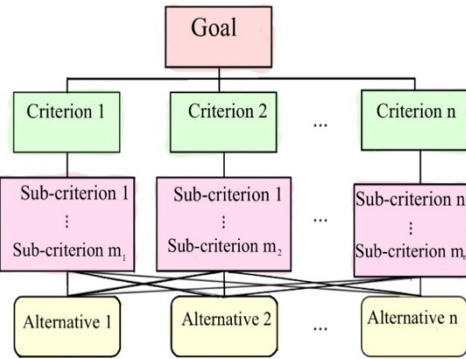 Goal
Criterion 1
Criterion 2
...
Criterion n
Sub-criterion 1
⋮
Sub-criterion m₁
Sub-criterion 1
⋮
Sub-criterion m₂
...
Sub-criterion n
⋮
Sub-criterion mₙ
Alternative 1
Alternative 2
...
Alternative n